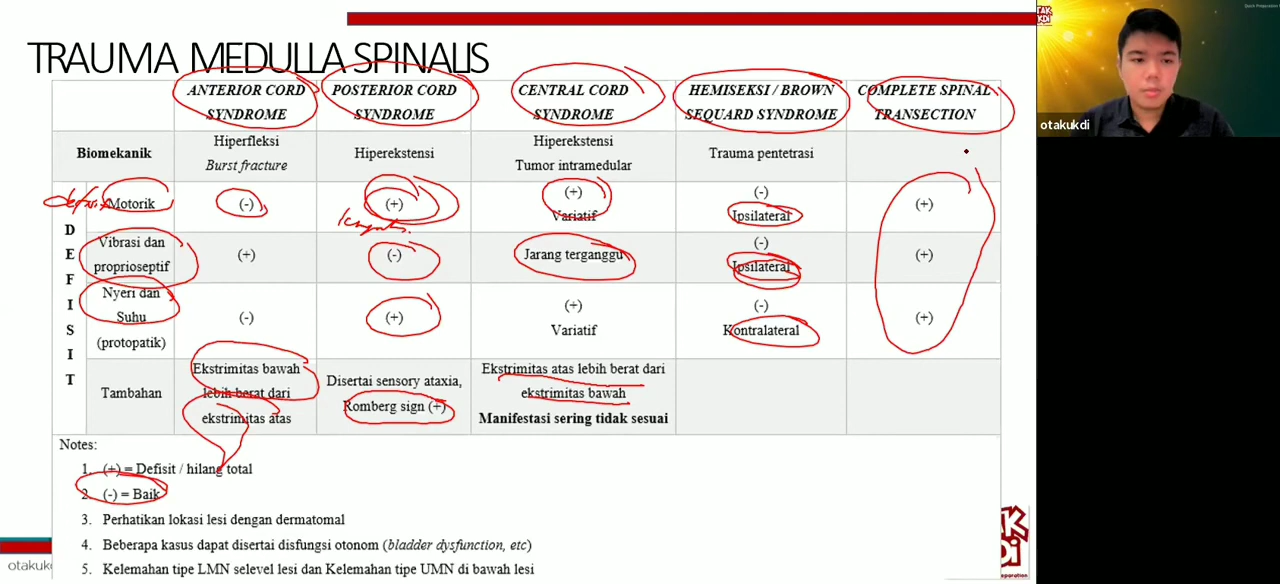 TRAUMA MEDULLA SPINALIS
ANTERIOR CORD SYNDROME
POSTERIOR CORD SYNDROME
CENTRAL CORD SYNDROME
HEMISEKSI / BROWN SEQUARD SYNDROME
COMPLETE SPINAL TRANSECTION
Biomekanik
Hiperfleksi
Burst fracture
Hiperekstensi
Hiperekstensi
Tumor intramedular
Trauma pentetrasi
DEFISIT
Motorik
(-)
(+)
(+)
Variatif
(-)
Ipsilateral
(+)
Vibrasi dan proprioseptif
(+)
(-)
Jarang terganggu
(-)
Ipsilateral
(+)
Nyeri dan Suhu (protopatik)
(-)
(+)
(+)
Variatif
(-)
Kontralateral
(+)
Tambahan
Ekstrimitas bawah lebih berat dari ekstrimitas atas
Disertai sensory ataxia, Romberg sign (+)
Ekstrimitas atas lebih berat dari ekstrimitas bawah
Manifestasi sering tidak sesuai
Notes:
1. (+) = Defisit / hilang total
2. (-) = Baik
3. Perhatikan lokasi lesi dengan dermatomal
4. Beberapa kasus dapat disertai disfungsi otonom (bladder dysfunction, etc)
5. Kelemahan tipe LMN selevel lesi dan Kelemahan tipe UMN di bawah lesi
otakukdi